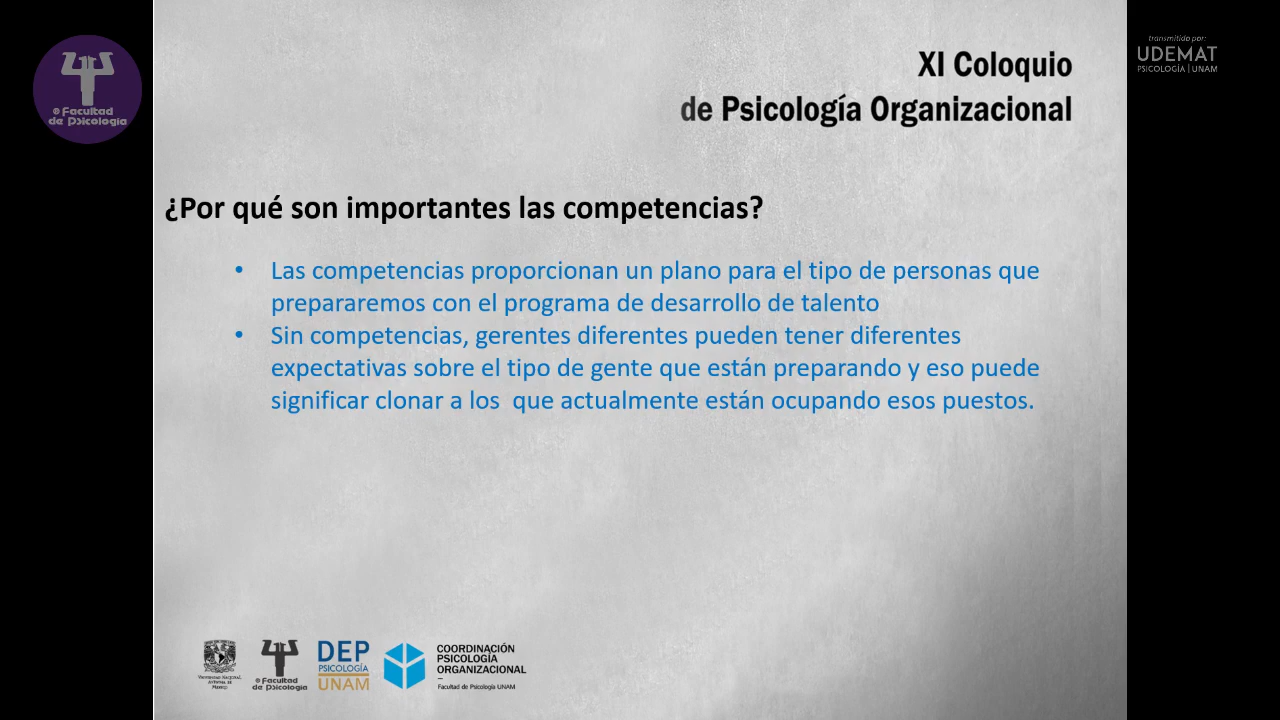 XI Coloquio
de Psicología Organizacional
transmitido por:
UDEMAT
PSICOLOGÍA | UNAM
® Facultad
de Psicología
¿Por qué son importantes las competencias?
• Las competencias proporcionan un plano para el tipo de personas que
prepararemos con el programa de desarrollo de talento
• Sin competencias, gerentes diferentes pueden tener diferentes
expectativas sobre el tipo de gente que están preparando y eso puede
significar clonar a los que actualmente están ocupando esos puestos.
® Facultad
de Psicología
DEP
PSICOLOGÍA
UNAM
COORDINACIÓN
PSICOLOGÍA
ORGANIZACIONAL
Facultad de Psicología UNAM